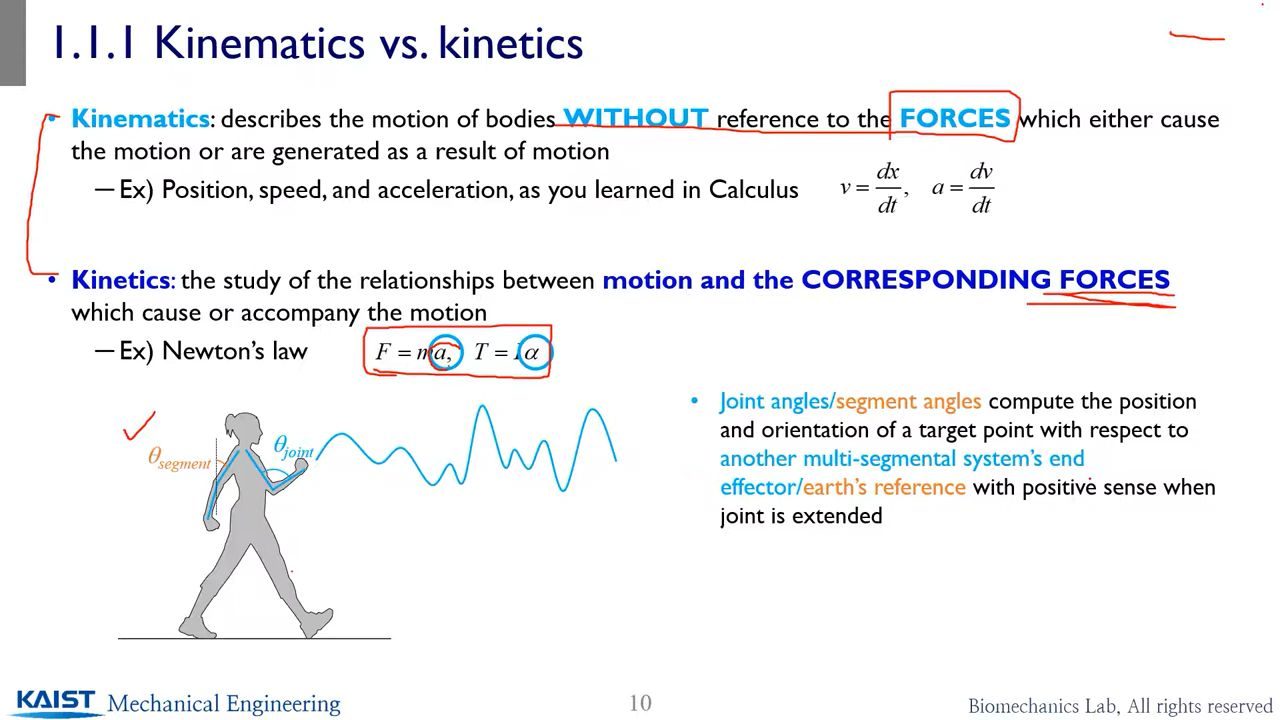 1.1.1 Kinematics vs. kinetics
• Kinematics: describes the motion of bodies WITHOUT reference to the FORCES which either cause
the motion or are generated as a result of motion
— Ex) Position, speed, and acceleration, as you learned in Calculus v = dx/dt, a = dv/dt
• Kinetics: the study of the relationships between motion and the CORRESPONDING FORCES
which cause or accompany the motion
— Ex) Newton's law F = ma, T = Iα
θsegment
θjoint
• Joint angles/segment angles compute the position
and orientation of a target point with respect to
another multi-segmental system's end
effector/earth's reference with positive sense when
joint is extended
KAIST Mechanical Engineering
10
Biomechanics Lab, All rights reserved